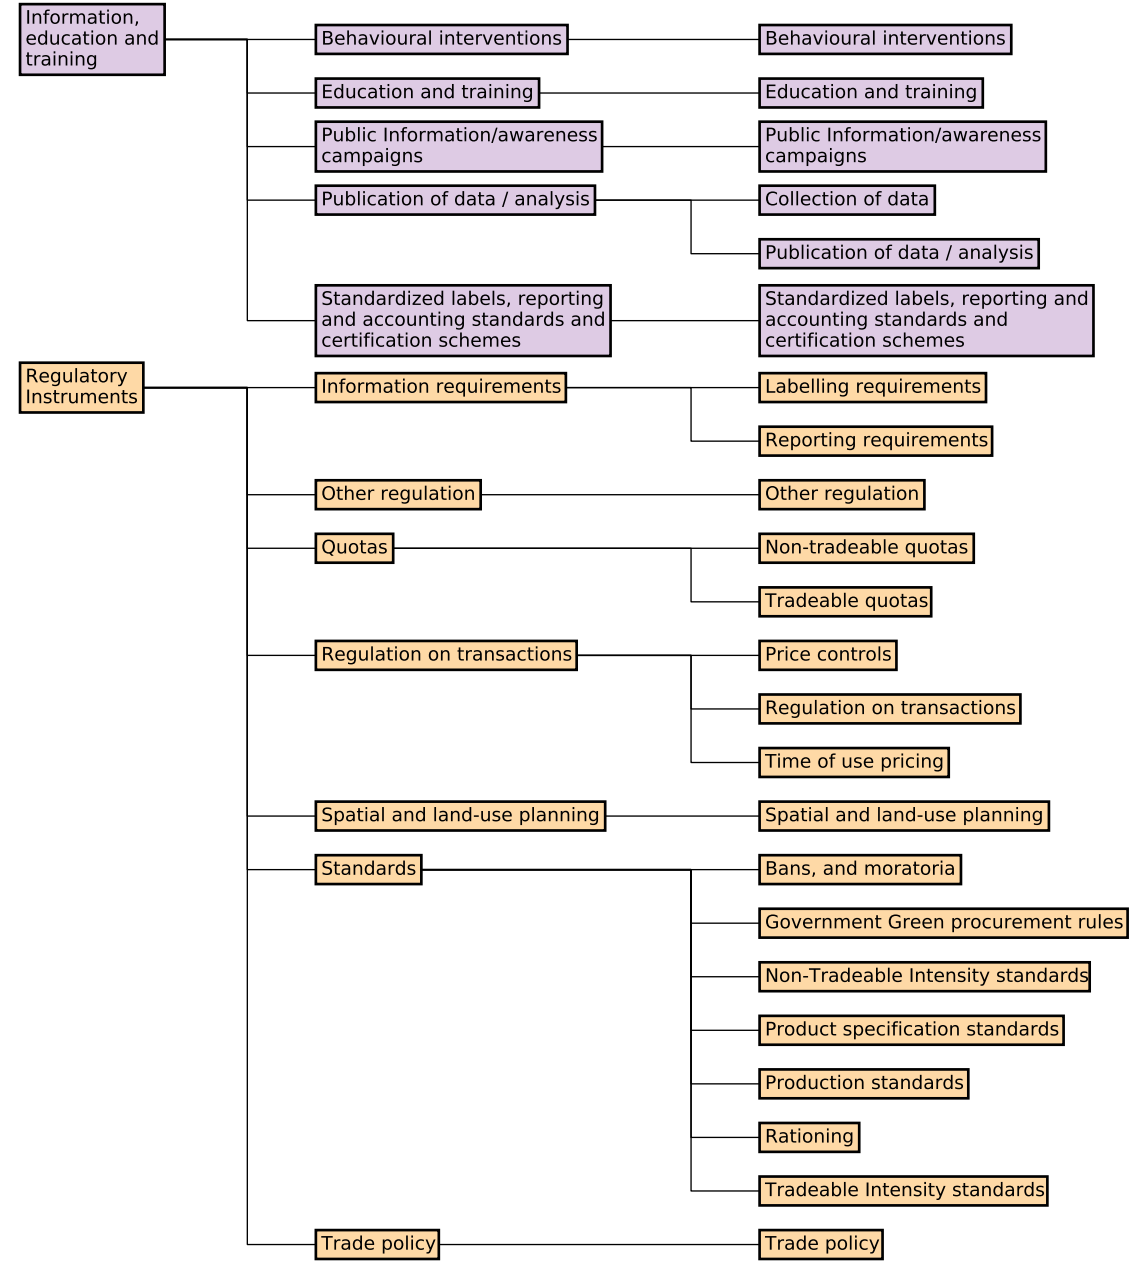 Information,
education and
training
Behavioural interventions
Behavioural interventions
Education and training
Education and training
Public Information/awareness
campaigns
Public Information/awareness
campaigns
Publication of data / analysis
Collection of data
Publication of data / analysis
Standardized labels, reporting
and accounting standards and
certification schemes
Standardized labels, reporting and
accounting standards and
certification schemes
Regulatory
Instruments
Information requirements
Labelling requirements
Reporting requirements
Other regulation
Other regulation
Quotas
Non-tradeable quotas
Tradeable quotas
Regulation on transactions
Price controls
Regulation on transactions
Time of use pricing
Spatial and land-use planning
Spatial and land-use planning
Standards
Bans, and moratoria
Government Green procurement rules
Non-Tradeable Intensity standards
Product specification standards
Production standards
Rationing
Tradeable Intensity standards
Trade policy
Trade policy